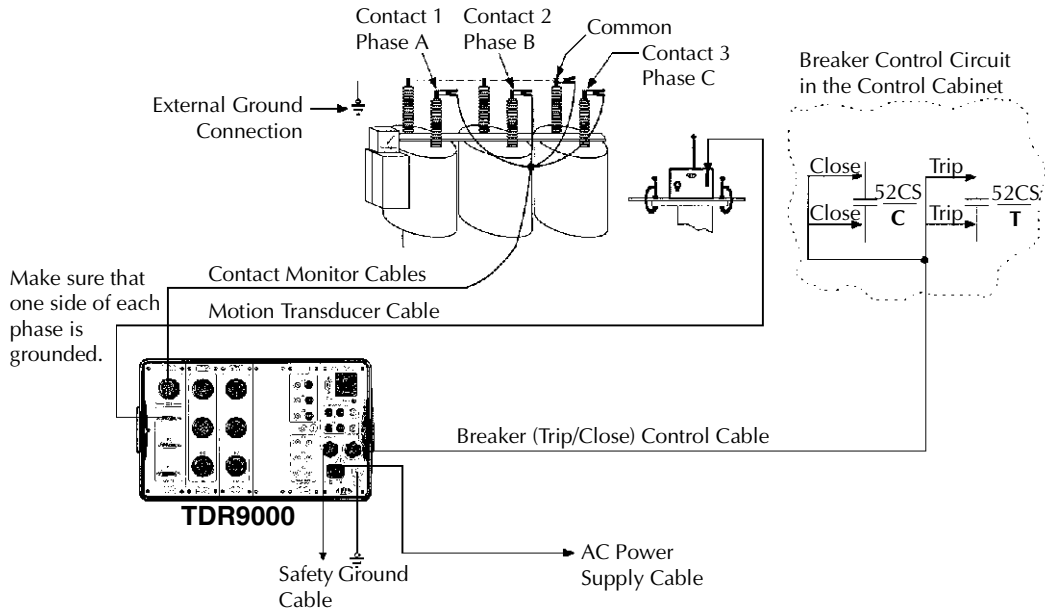 Contact 1
Phase A
Contact 2
Phase B
Common
Contact 3
Phase C
External Ground
Connection
Breaker Control Circuit
in the Control Cabinet
Close
Close
52CS
C
Trip
Trip
52CS
T
Make sure that
one side of each
phase is
grounded.
Contact Monitor Cables
Motion Transducer Cable
Breaker (Trip/Close) Control Cable
TDR9000
Safety Ground
Cable
AC Power
Supply Cable